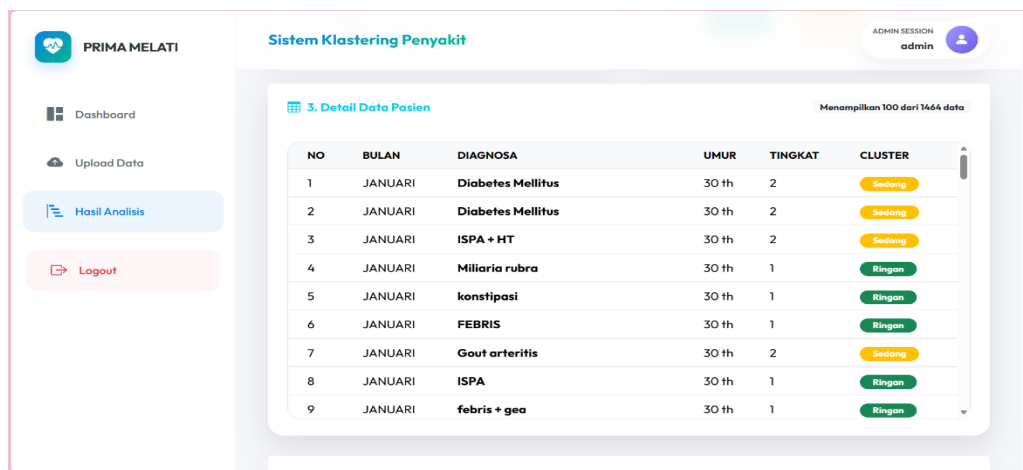 PRIMA MELATI
Sistem Klastering Penyakit
ADMIN SESSION
admin
Dashboard
Upload Data
Hasil Analisis
Logout
3. Detail Data Pasien
Menampilkan 100 dari 1464 data
NO BULAN DIAGNOSA UMUR TINGKAT CLUSTER
1 JANUARI Diabetes Mellitus 30 th 2 Sedang
2 JANUARI Diabetes Mellitus 30 th 2 Sedang
3 JANUARI ISPA + HT 30 th 2 Sedang
4 JANUARI Miliaria rubra 30 th 1 Ringan
5 JANUARI konstipasi 30 th 1 Ringan
6 JANUARI FEBRIS 30 th 1 Ringan
7 JANUARI Gout arteritis 30 th 2 Sedang
8 JANUARI ISPA 30 th 1 Ringan
9 JANUARI febris + gea 30 th 1 Ringan